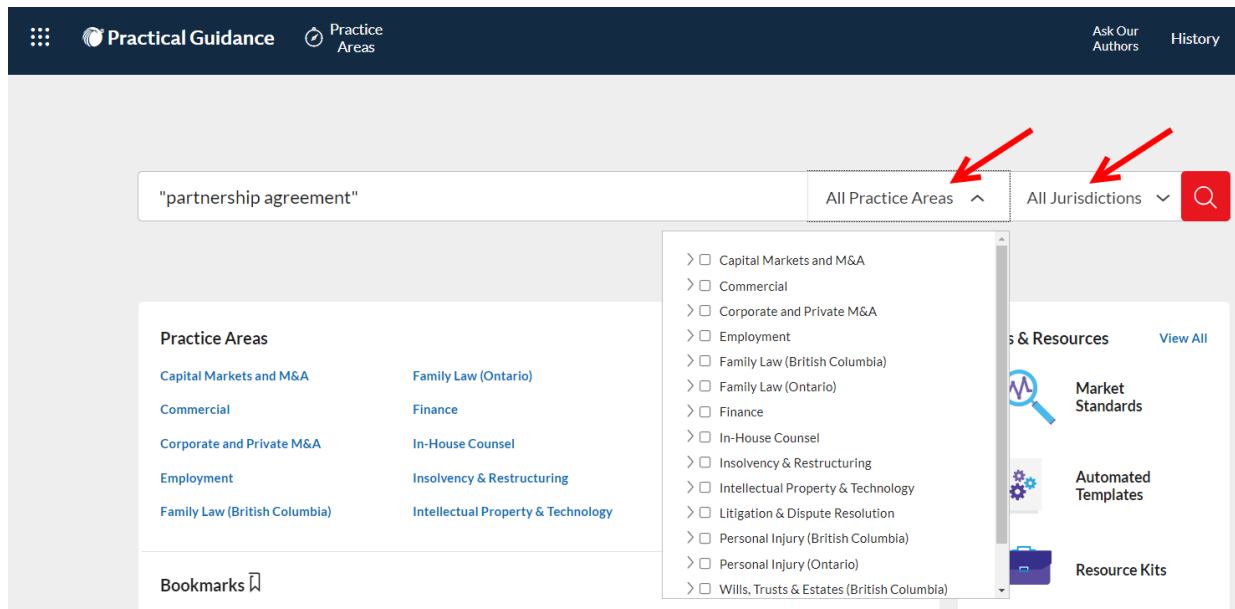 Practical Guidance
Practice
Areas
Ask Our
Authors
History
"partnership agreement"
All Practice Areas
All Jurisdictions
Capital Markets and M&A
Commercial
Corporate and Private M&A
Employment
Family Law (British Columbia)
Family Law (Ontario)
Finance
In-House Counsel
Insolvency & Restructuring
Intellectual Property & Technology
Litigation & Dispute Resolution
Personal Injury (British Columbia)
Personal Injury (Ontario)
Wills, Trusts & Estates (British Columbia)
Practice Areas
Capital Markets and M&A
Family Law (Ontario)
Commercial
Finance
Corporate and Private M&A
In-House Counsel
Employment
Insolvency & Restructuring
Family Law (British Columbia)
Intellectual Property & Technology
Bookmarks
& Resources
View All
Market
Standards
Automated
Templates
Resource Kits